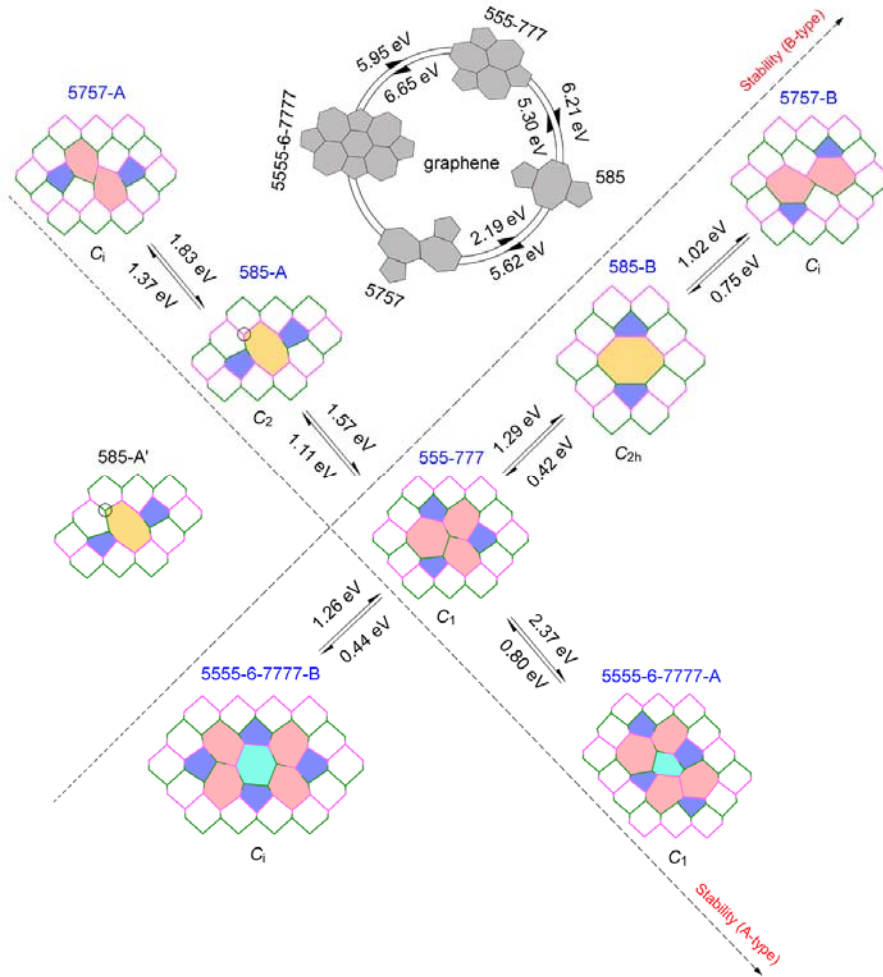 555-777
Stability (B-type)
5.95 eV
6.65 eV
5757-A
5757-B
6.21 eV
5.30 eV
5555-6-7777
graphene
585
2.19 eV
5.62 eV
5757
Ci
1.83 eV
1.37 eV
585-A
585-B
1.02 eV
0.75 eV
Ci
C2
1.57 eV
1.11 eV
1.29 eV
0.42 eV
C2h
585-A'
555-777
1.26 eV
0.44 eV
C1
2.37 eV
0.80 eV
5555-6-7777-B
5555-6-7777-A
Ci
C1
Stability (A-type)